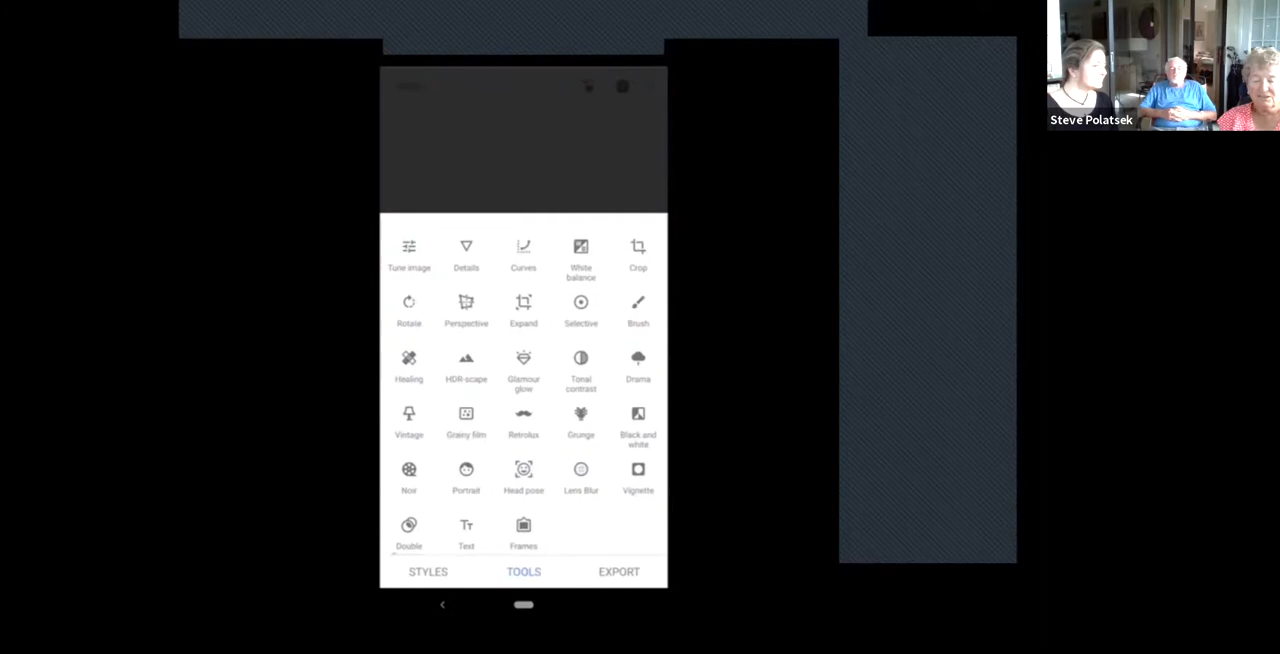 Steve Polatsek
Tune image
Details
Curves
White
balance
Crop
Rotate
Perspective
Expand
Selective
Brush
Healing
HDR-scape
Glamour
glow
Tonal
contrast
Drama
Vintage
Grainy film
Retrolux
Grunge
Black and
white
Noir
Portrait
Head pose
Lens Blur
Vignette
Double
Text
Frames
STYLES
TOOLS
EXPORT